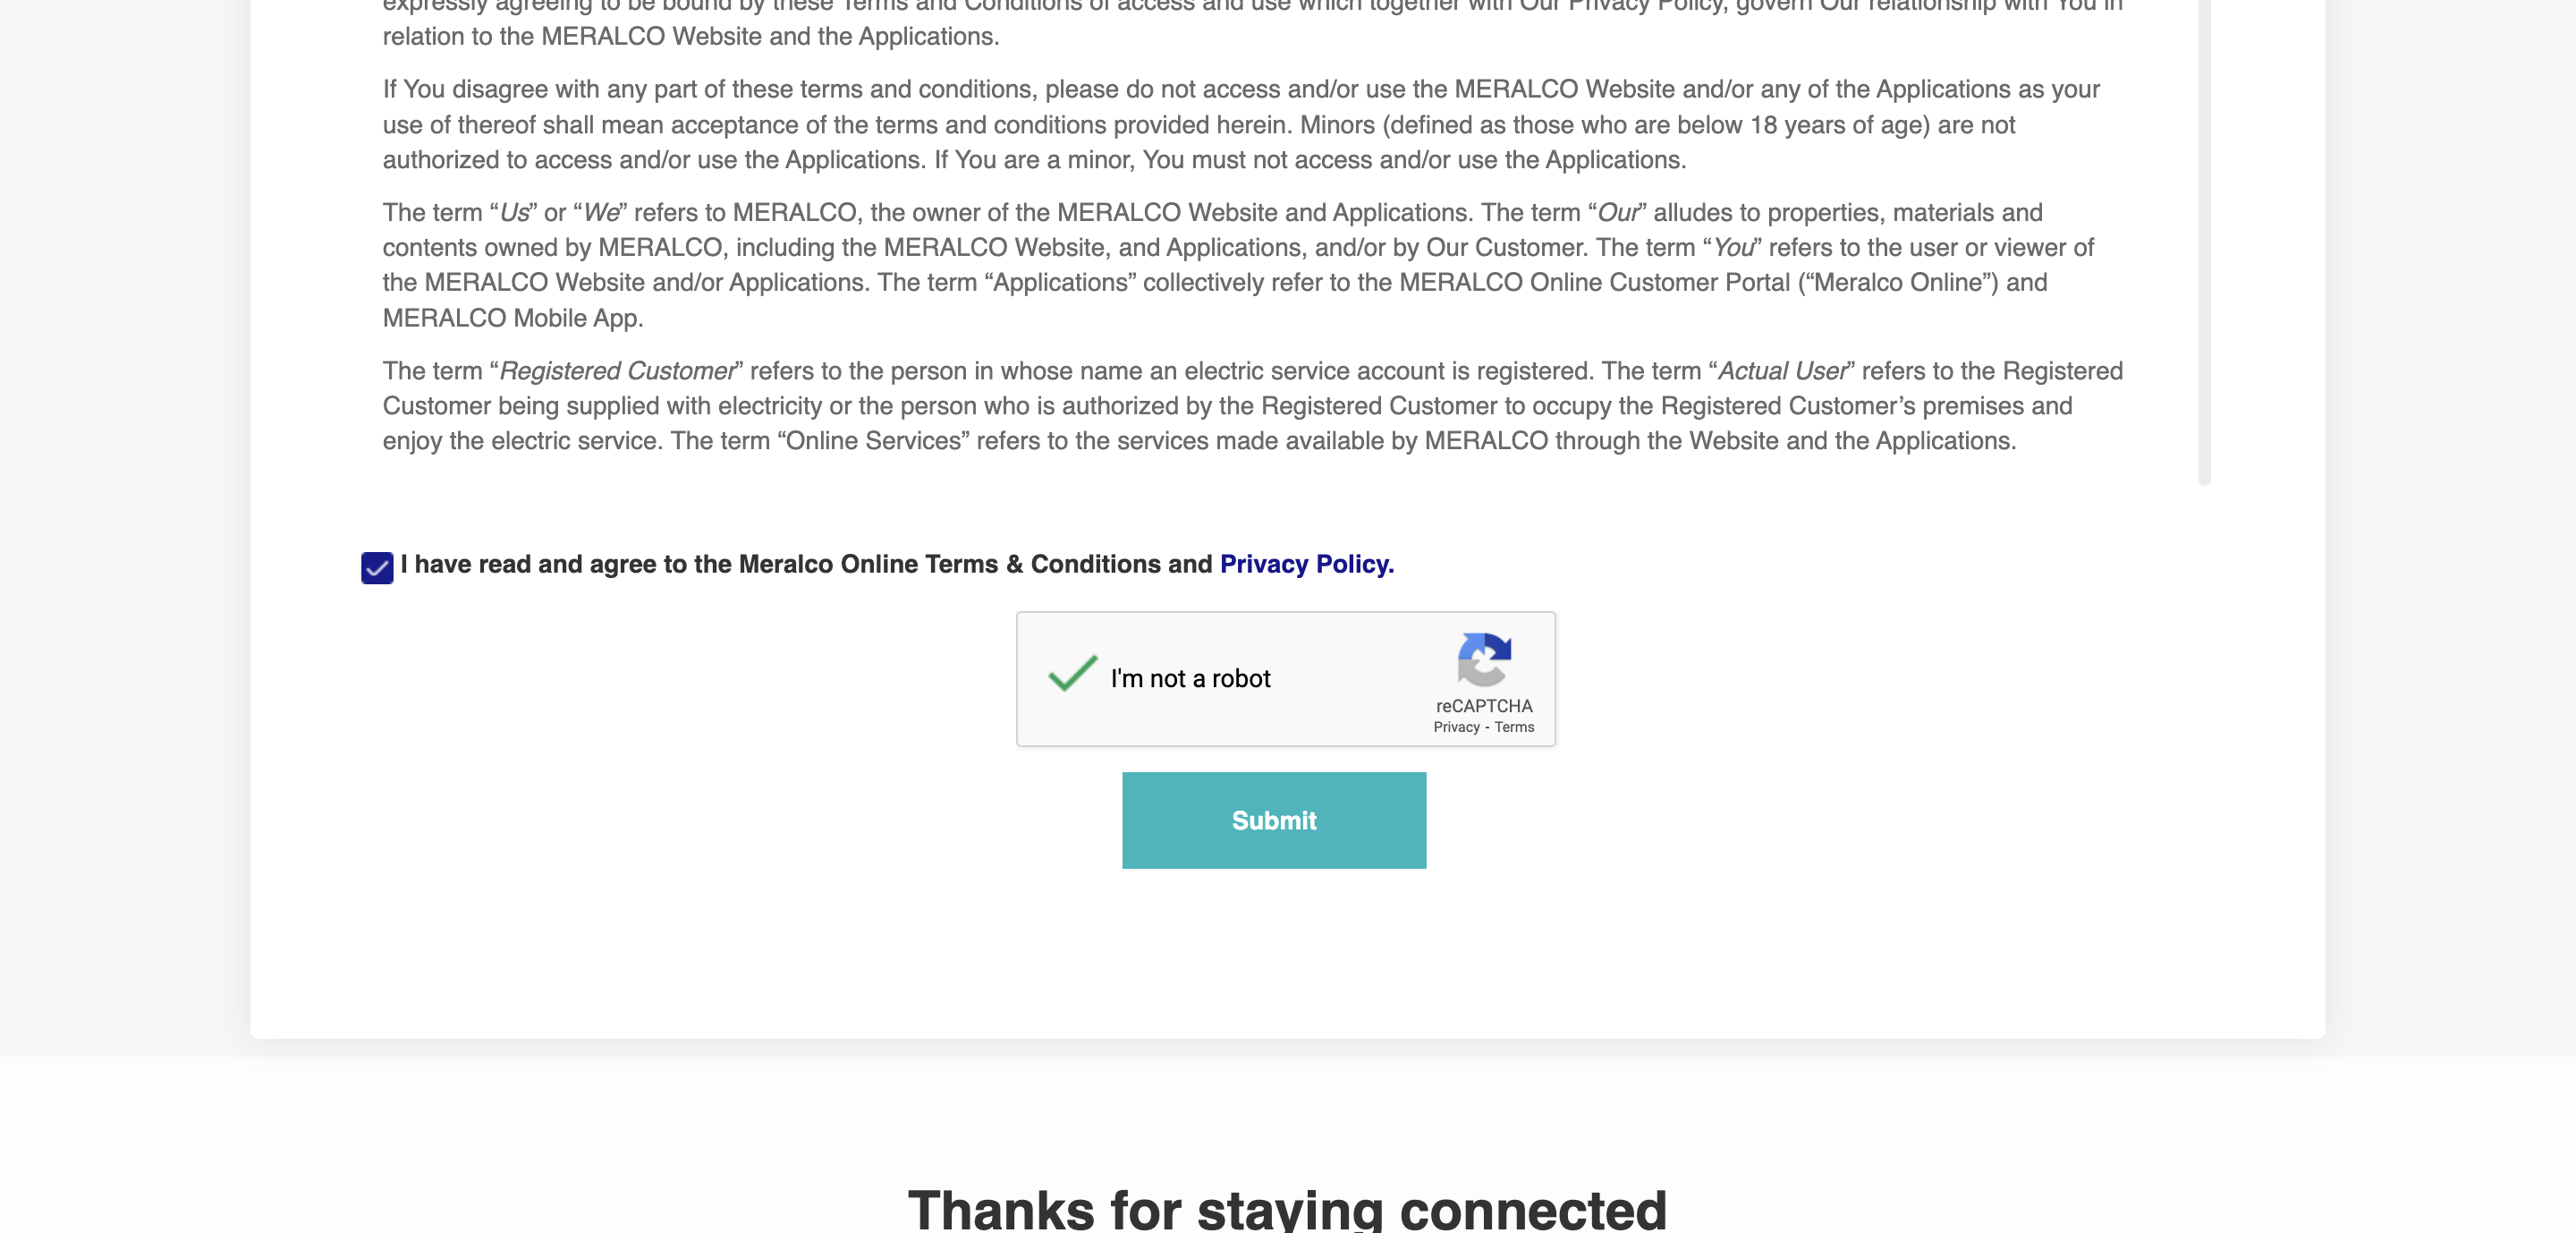 expressly agreeing to be bound by these Terms and Conditions of access and use which together with Our Privacy Policy, govern Our relationship with You in
relation to the MERALCO Website and the Applications.
If You disagree with any part of these terms and conditions, please do not access and/or use the MERALCO Website and/or any of the Applications as your
use of thereof shall mean acceptance of the terms and conditions provided herein. Minors (defined as those who are below 18 years of age) are not
authorized to access and/or use the Applications. If You are a minor, You must not access and/or use the Applications.
The term “Us” or “We” refers to MERALCO, the owner of the MERALCO Website and Applications. The term “Our” alludes to properties, materials and
contents owned by MERALCO, including the MERALCO Website, and Applications, and/or by Our Customer. The term “You” refers to the user or viewer of
the MERALCO Website and/or Applications. The term “Applications” collectively refer to the MERALCO Online Customer Portal (“Meralco Online”) and
MERALCO Mobile App.
The term “Registered Customer” refers to the person in whose name an electric service account is registered. The term “Actual User” refers to the Registered
Customer being supplied with electricity or the person who is authorized by the Registered Customer to occupy the Registered Customer’s premises and
enjoy the electric service. The term “Online Services” refers to the services made available by MERALCO through the Website and the Applications.
I have read and agree to the Meralco Online Terms & Conditions and Privacy Policy.
I'm not a robot
reCAPTCHA
Privacy - Terms
Submit
Thanks for staying connected